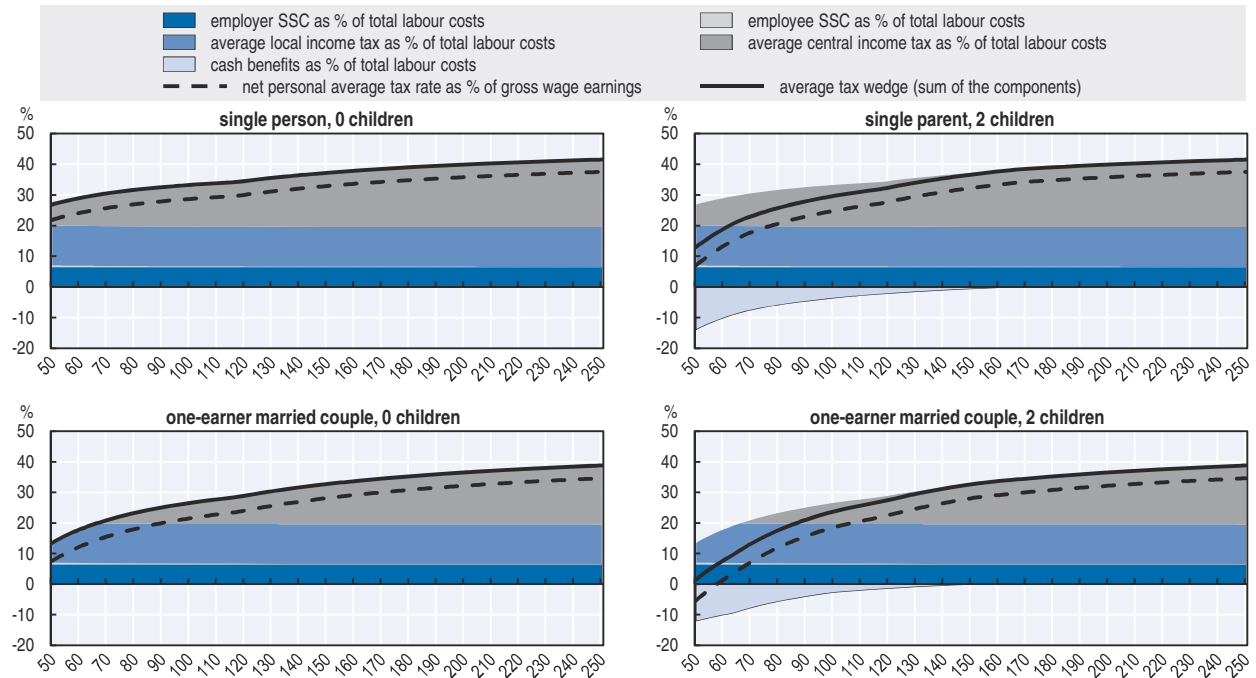 employer SSC as % of total labour costs
employee SSC as % of total labour costs
average local income tax as % of total labour costs
average central income tax as % of total labour costs
cash benefits as % of total labour costs
net personal average tax rate as % of gross wage earnings
average tax wedge (sum of the components)
%
single person, 0 children
50
40
30
20
10
0
-10
-20
50 60 70 80 90 100 110 120 130 140 150 160 170 180 190 200 210 220 230 240 250
%
single parent, 2 children
50
40
30
20
10
0
-10
-20
50 60 70 80 90 100 110 120 130 140 150 160 170 180 190 200 210 220 230 240 250
%
one-earner married couple, 0 children
50
40
30
20
10
0
-10
-20
50 60 70 80 90 100 110 120 130 140 150 160 170 180 190 200 210 220 230 240 250
%
one-earner married couple, 2 children
50
40
30
20
10
0
-10
-20
50 60 70 80 90 100 110 120 130 140 150 160 170 180 190 200 210 220 230 240 250